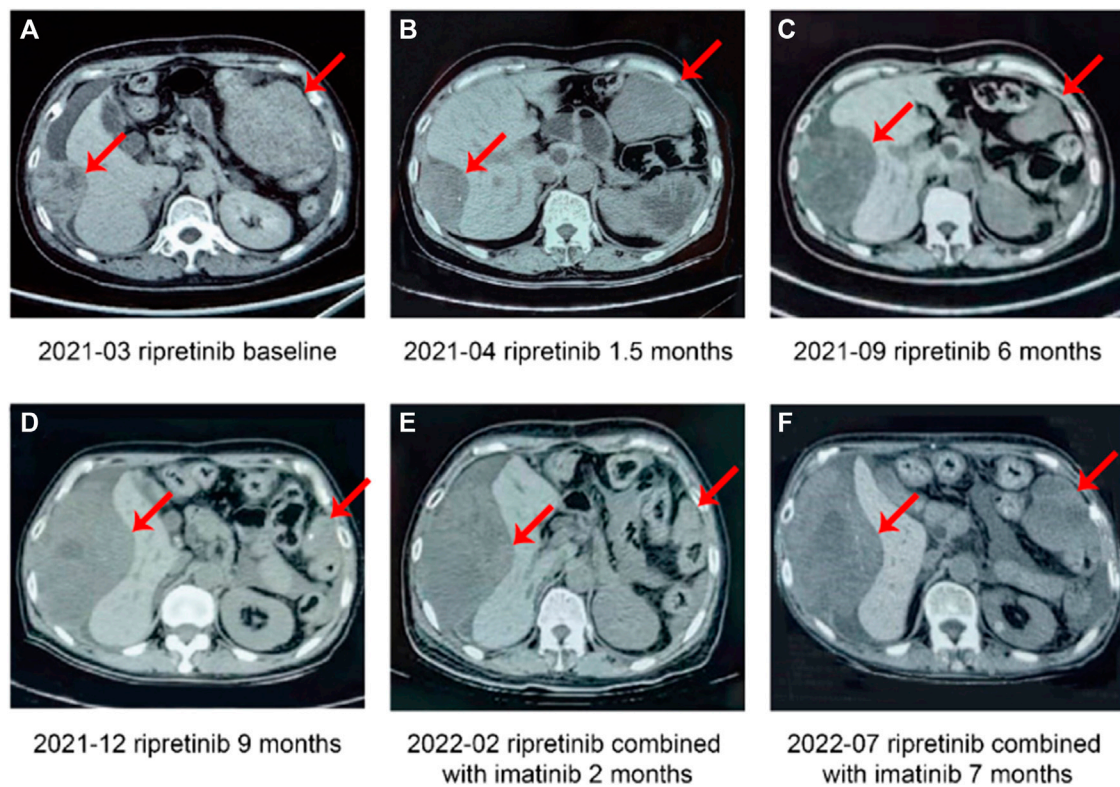 A
B
C
2021-03 ripretinib baseline
2021-04 ripretinib 1.5 months
2021-09 ripretinib 6 months
D
E
F
2021-12 ripretinib 9 months
2022-02 ripretinib combined
with imatinib 2 months
2022-07 ripretinib combined
with imatinib 7 months